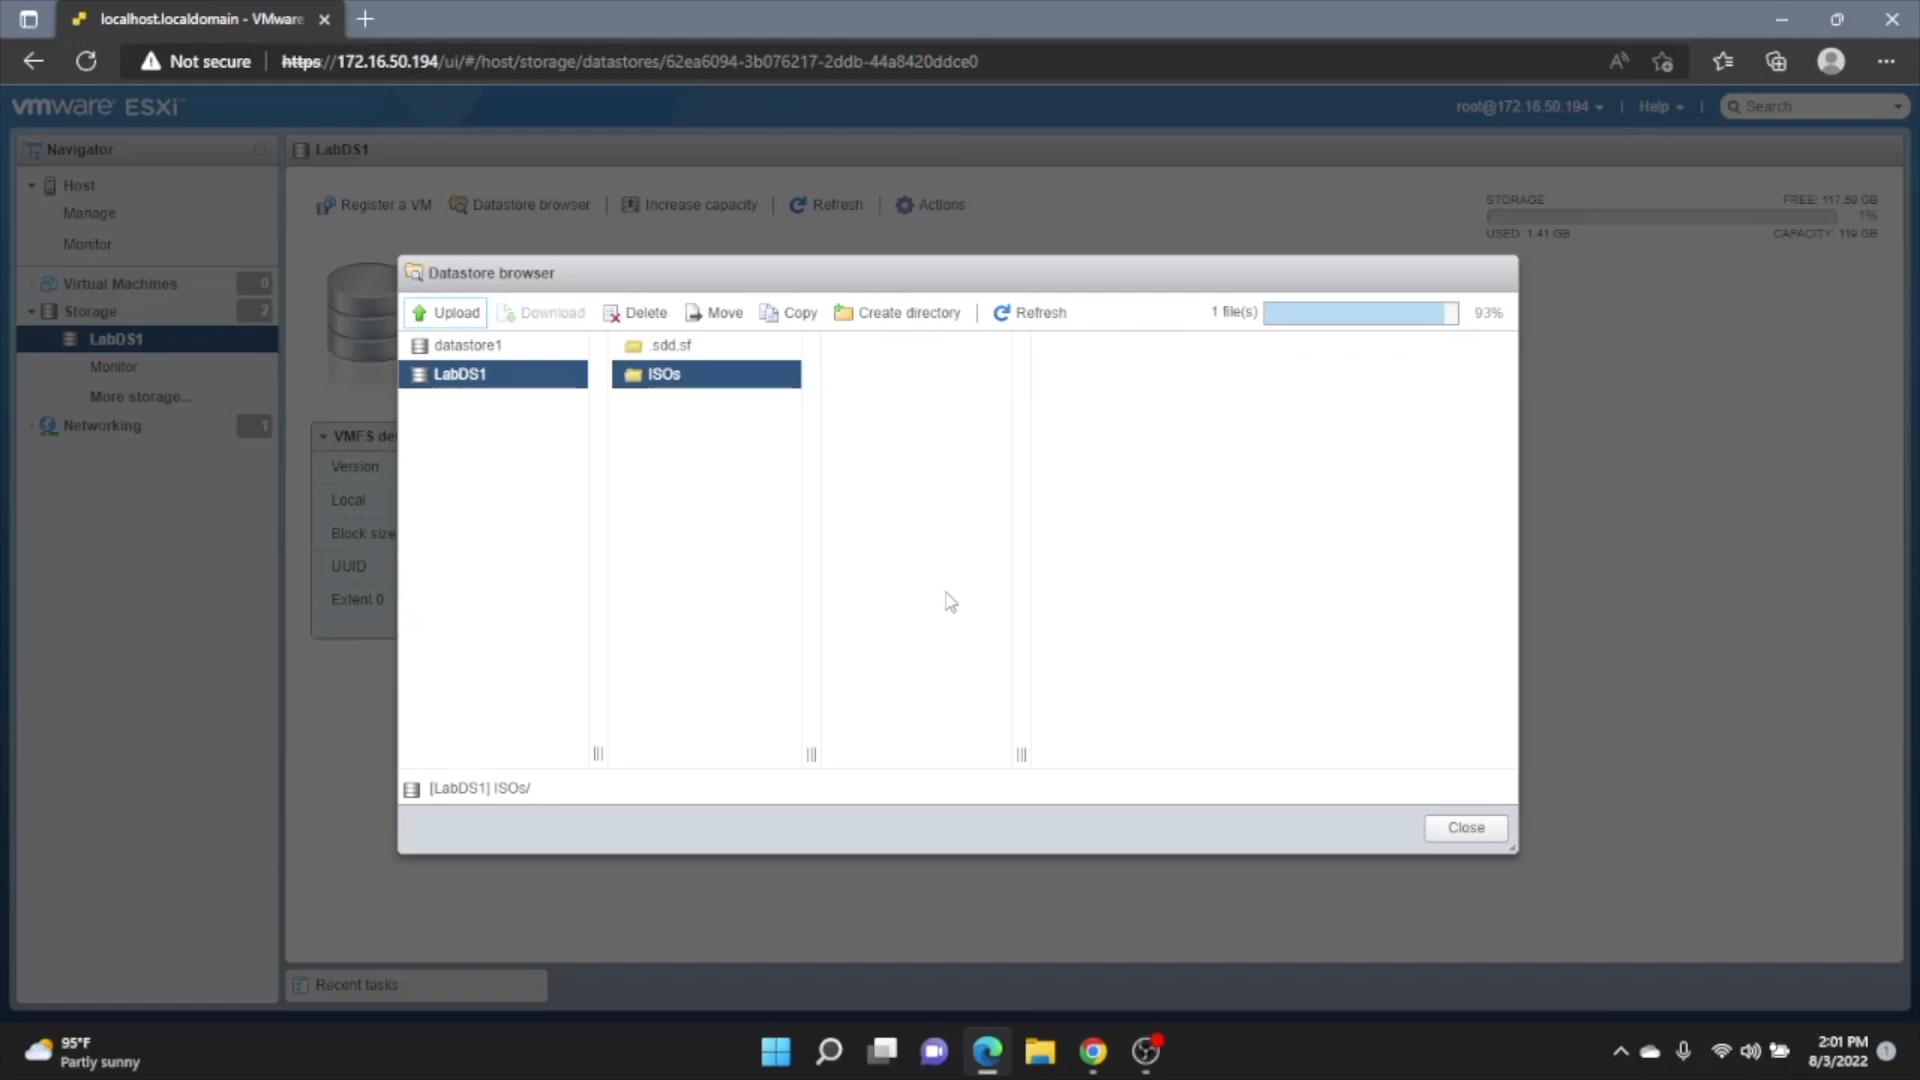 localhost.localdomain - VMware
Not secure
https://172.16.50.194/ui/#/host/storage/datastores/62ea6094-3b076217-2ddb-44a8420ddce0
vmware ESXi
root@172.16.50.194
Help
Search
Navigator
Host
Manage
Monitor
Virtual Machines
0
Storage
2
LabDS1
Monitor
More storage...
Networking
1
LabDS1
Register a VM
Datastore browser
Increase capacity
Refresh
Actions
STORAGE
FREE: 117.59 GB
1%
USED: 1.41 GB
CAPACITY: 119 GB
VMFS de
Version
Local
Block size
UUID
Extent 0
Datastore browser
Upload
Download
Delete
Move
Copy
Create directory
Refresh
1 file(s)
93%
datastore1
LabDS1
.sdd.sf
ISOs
[LabDS1] ISOs/
Close
Recent tasks
95°F
Partly sunny
2:01 PM
8/3/2022
1